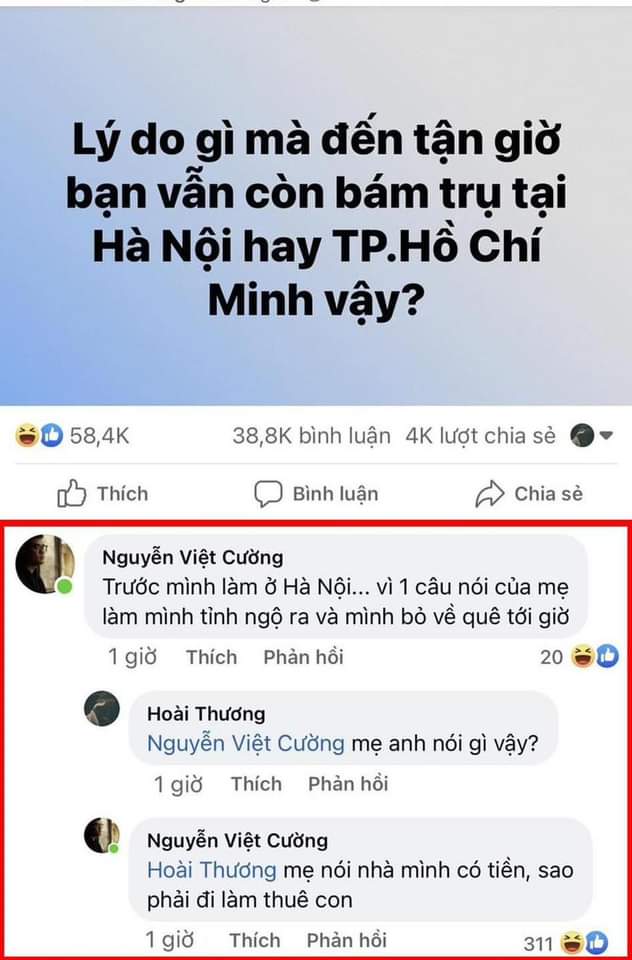 Lý do gì mà đến tận giờ
bạn vẫn còn bám trụ tại
Hà Nội hay TP.Hồ Chí
Minh vậy?
58,4K 38,8K bình luận 4K lượt chia sẻ
Thích Bình luận Chia sẻ
Nguyễn Việt Cường
Trước mình làm ở Hà Nội... vì 1 câu nói của mẹ
làm mình tỉnh ngộ ra và mình bỏ về quê tới giờ
1 giờ Thích Phản hồi 20
Hoài Thương
Nguyễn Việt Cường mẹ anh nói gì vậy?
1 giờ Thích Phản hồi
Nguyễn Việt Cường
Hoài Thương mẹ nói nhà mình có tiền, sao
phải đi làm thuê con
1 giờ Thích Phản hồi 311